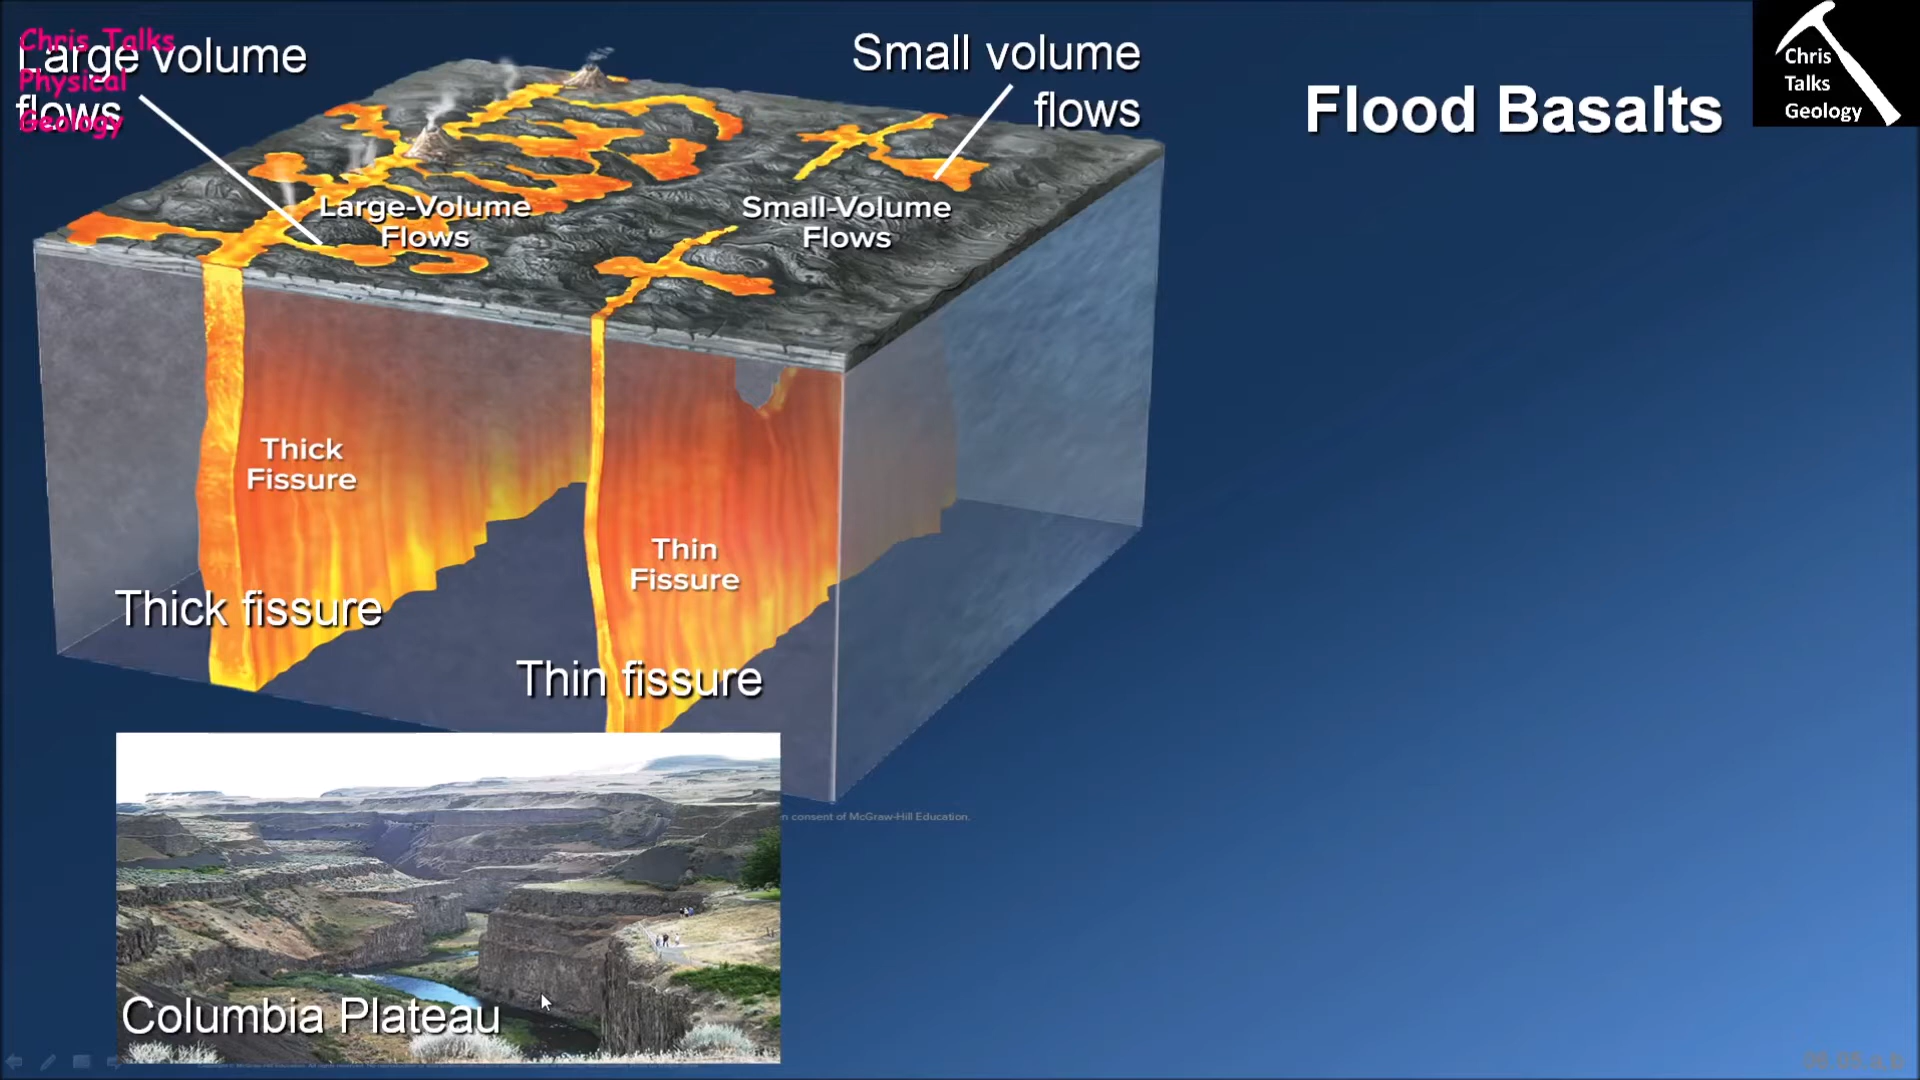 Chris Talks
Physical
Geology
Large volume
flows
Small volume
flows
Flood Basalts
Chris
Talks
Geology
Large-Volume
Flows
Small-Volume
Flows
Thick
Fissure
Thin
Fissure
Thick fissure
Thin fissure
n consent of McGraw-Hill Education.
Columbia Plateau